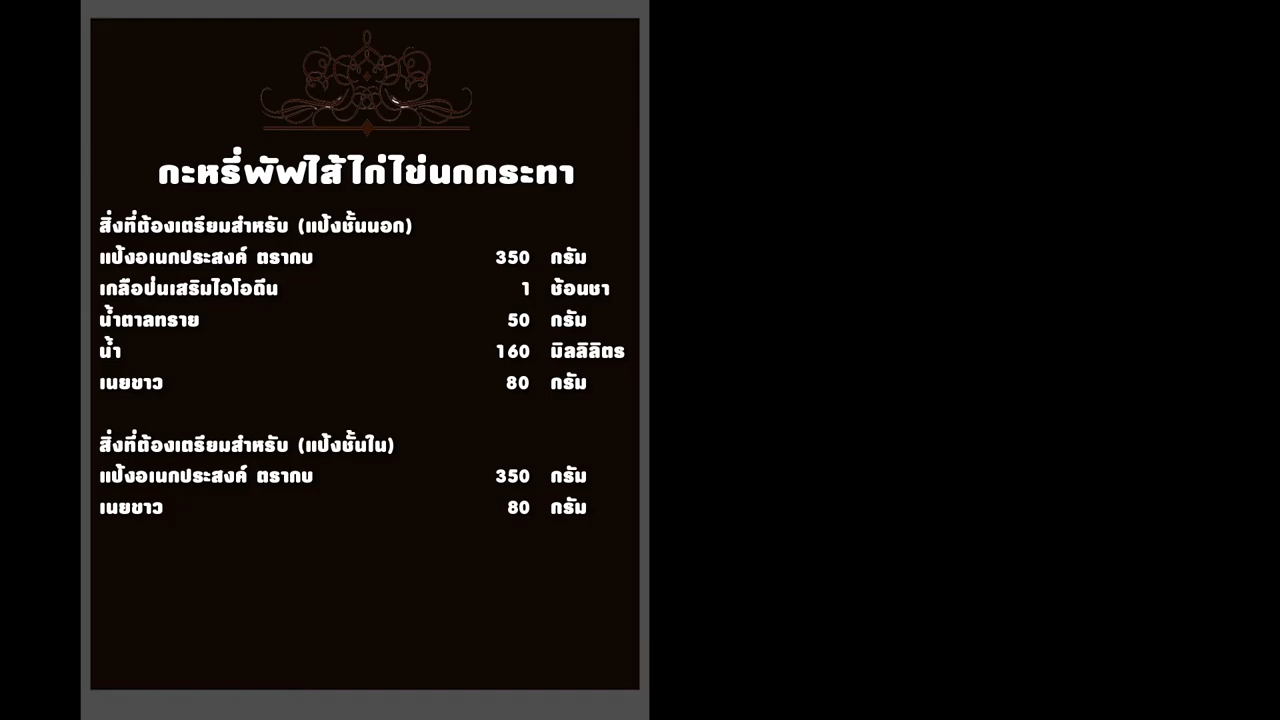 กะหรี่พัฟไส้ไก่ไข่นกกระทา
สิ่งที่ต้องเตรียมสำหรับ (แป้งชั้นนอก)
แป้งอเนกประสงค์ ตรากบ 350 กรัม
เกลือป่นเสริมไอโอดีน 1 ช้อนชา
น้ำตาลทราย 50 กรัม
น้ำ 160 มิลลิลิตร
เนยขาว 80 กรัม
สิ่งที่ต้องเตรียมสำหรับ (แป้งชั้นใน)
แป้งอเนกประสงค์ ตรากบ 350 กรัม
เนยขาว 80 กรัม